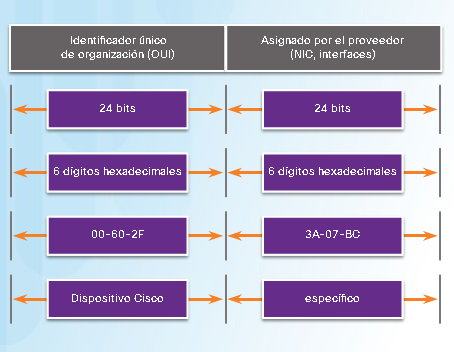 Identificador único
de organización (OUI)
Asignado por el proveedor
(NIC, interfaces)
24 bits
24 bits
6 dígitos hexadecimales
6 dígitos hexadecimales
00-60-2F
3A-07-BC
Dispositivo Cisco
específico